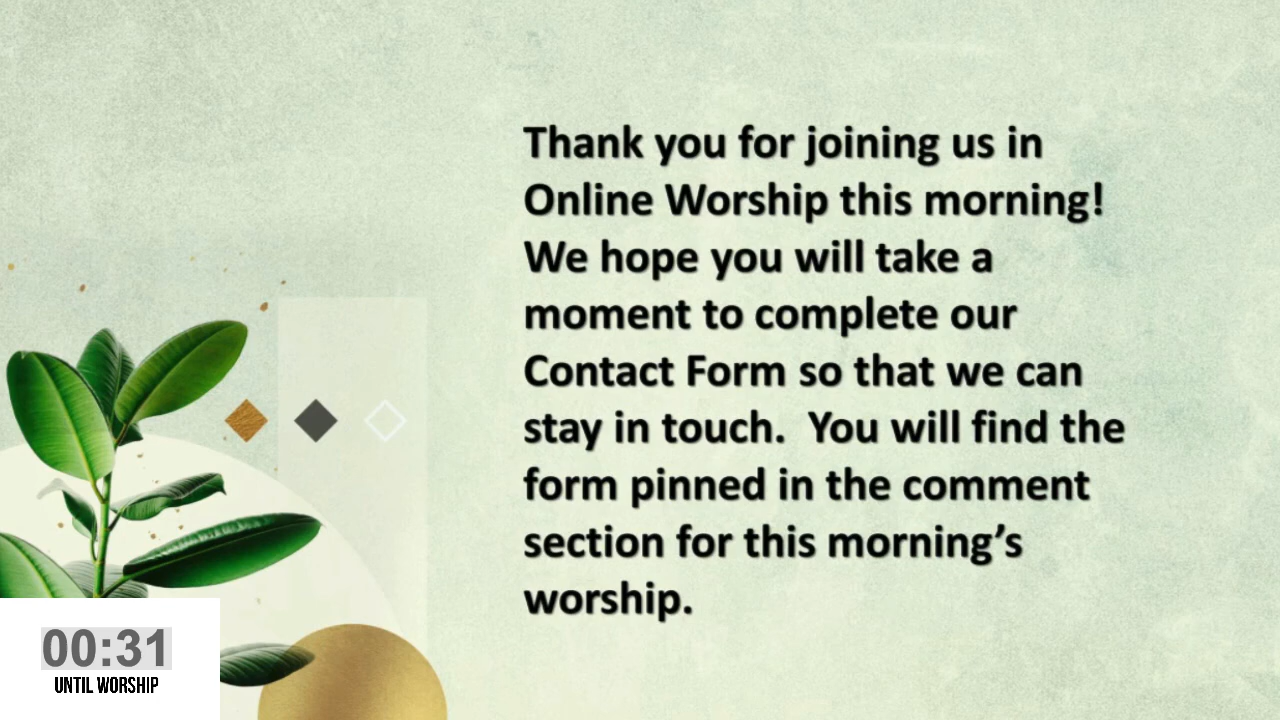 Thank you for joining us in
Online Worship this morning!
We hope you will take a
moment to complete our
Contact Form so that we can
stay in touch.  You will find the
form pinned in the comment
section for this morning’s
worship.
00:31
UNTIL WORSHIP